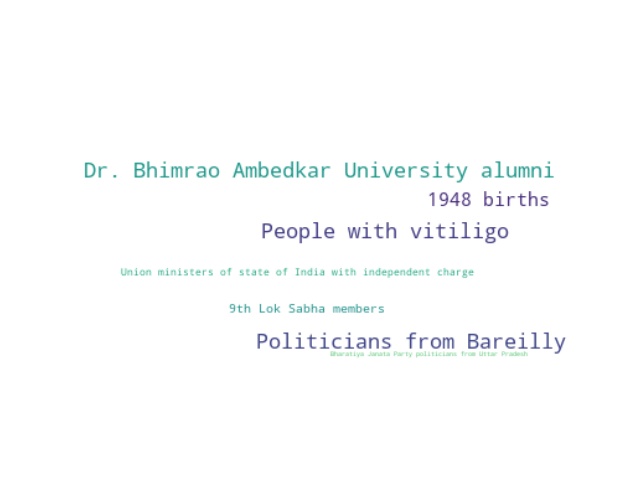 Dr. Bhimrao Ambedkar University alumni
1948 births
People with vitiligo
Union ministers of state of India with independent charge
9th Lok Sabha members
Politicians from Bareilly
Bharatiya Janata Party politicians from Uttar Pradesh